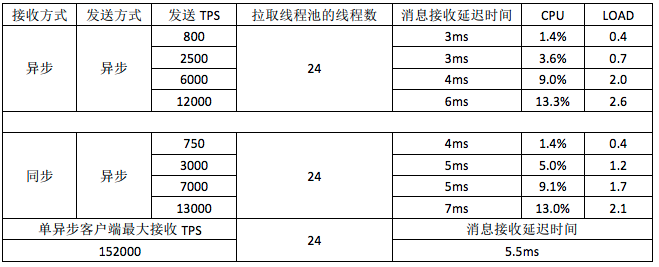 接收方式 发送方式 发送 TPS 拉取线程池的线程数 消息接收延迟时间 CPU LOAD
异步 异步 800 24 3ms 1.4% 0.4
2500 3ms 3.6% 0.7
6000 4ms 9.0% 2.0
12000 6ms 13.3% 2.6
同步 异步 750 24 4ms 1.4% 0.4
3000 5ms 5.0% 1.2
7000 5ms 9.1% 1.7
13000 7ms 13.0% 2.1
单异步客户端最大接收 TPS 24 消息接收延迟时间
152000 5.5ms